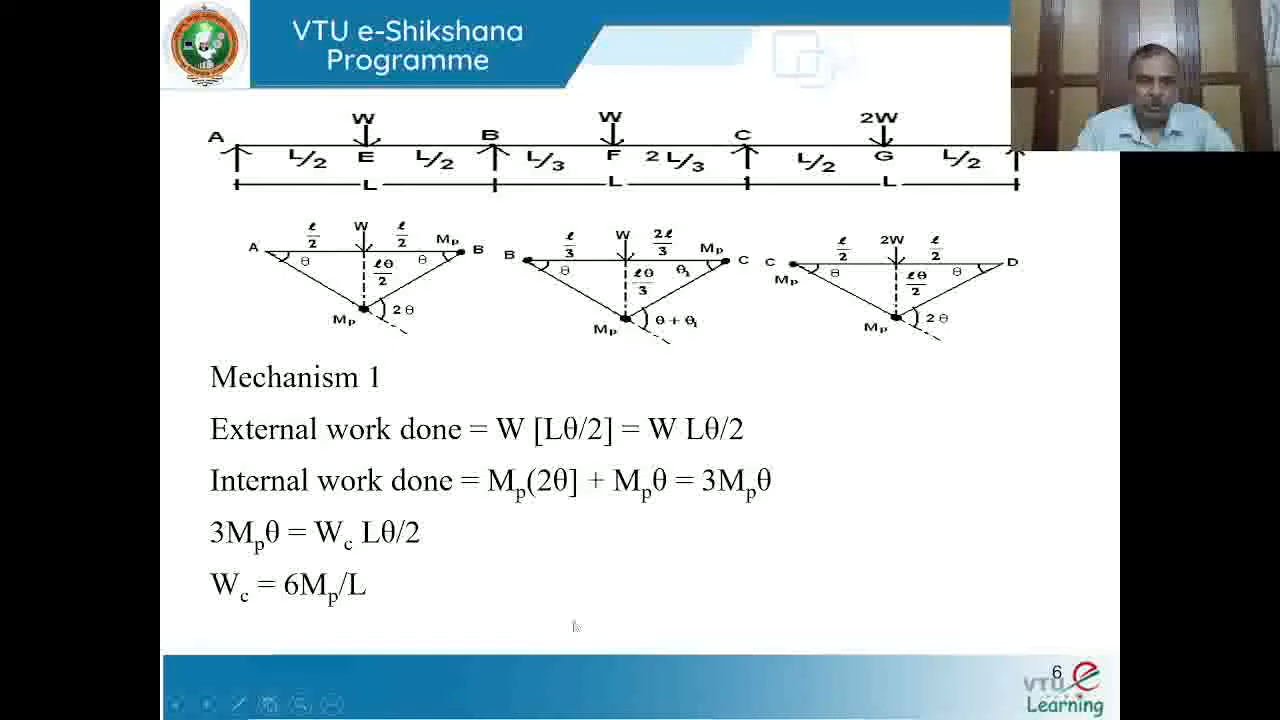 VTU e-Shikshana
Programme
W W 2W
A B C
L/2 E L/2 L/3 F 2 L/3 L/2 G L/2
L L L
ℓ/2 W ℓ/2 Mp
A B
θ ℓθ/2 θ
Mp 2θ
ℓ/3 W 2ℓ/3 Mp
B C
θ ℓθ/3 θ₁
Mp θ + θ₁
ℓ/2 2W ℓ/2
C D
Mp θ ℓθ/2 θ
Mp 2θ
Mechanism 1
External work done = W [Lθ/2] = W Lθ/2
Internal work done = Mp(2θ] + Mpθ = 3Mpθ
3Mpθ = Wc Lθ/2
Wc = 6Mp/L
6
VTU e
Learning